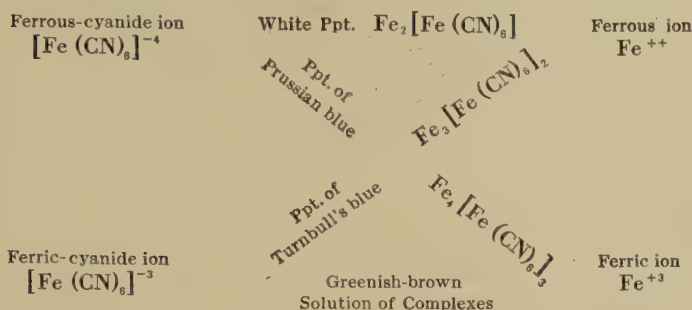 Ferrous-cyanide ion
[Fe (CN)₆]⁻⁴
White Ppt. Fe₂ [Fe (CN)₆]
Ferrous ion
Fe⁺⁺
Ppt. of
Prussian blue
Fe₃ [Fe (CN)₆]₂
Ppt. of
Turnbull's blue
Fe₄ [Fe (CN)₆]₃
Ferric-cyanide ion
[Fe (CN)₆]⁻³
Greenish-brown
Solution of Complexes
Ferric ion
Fe⁺³